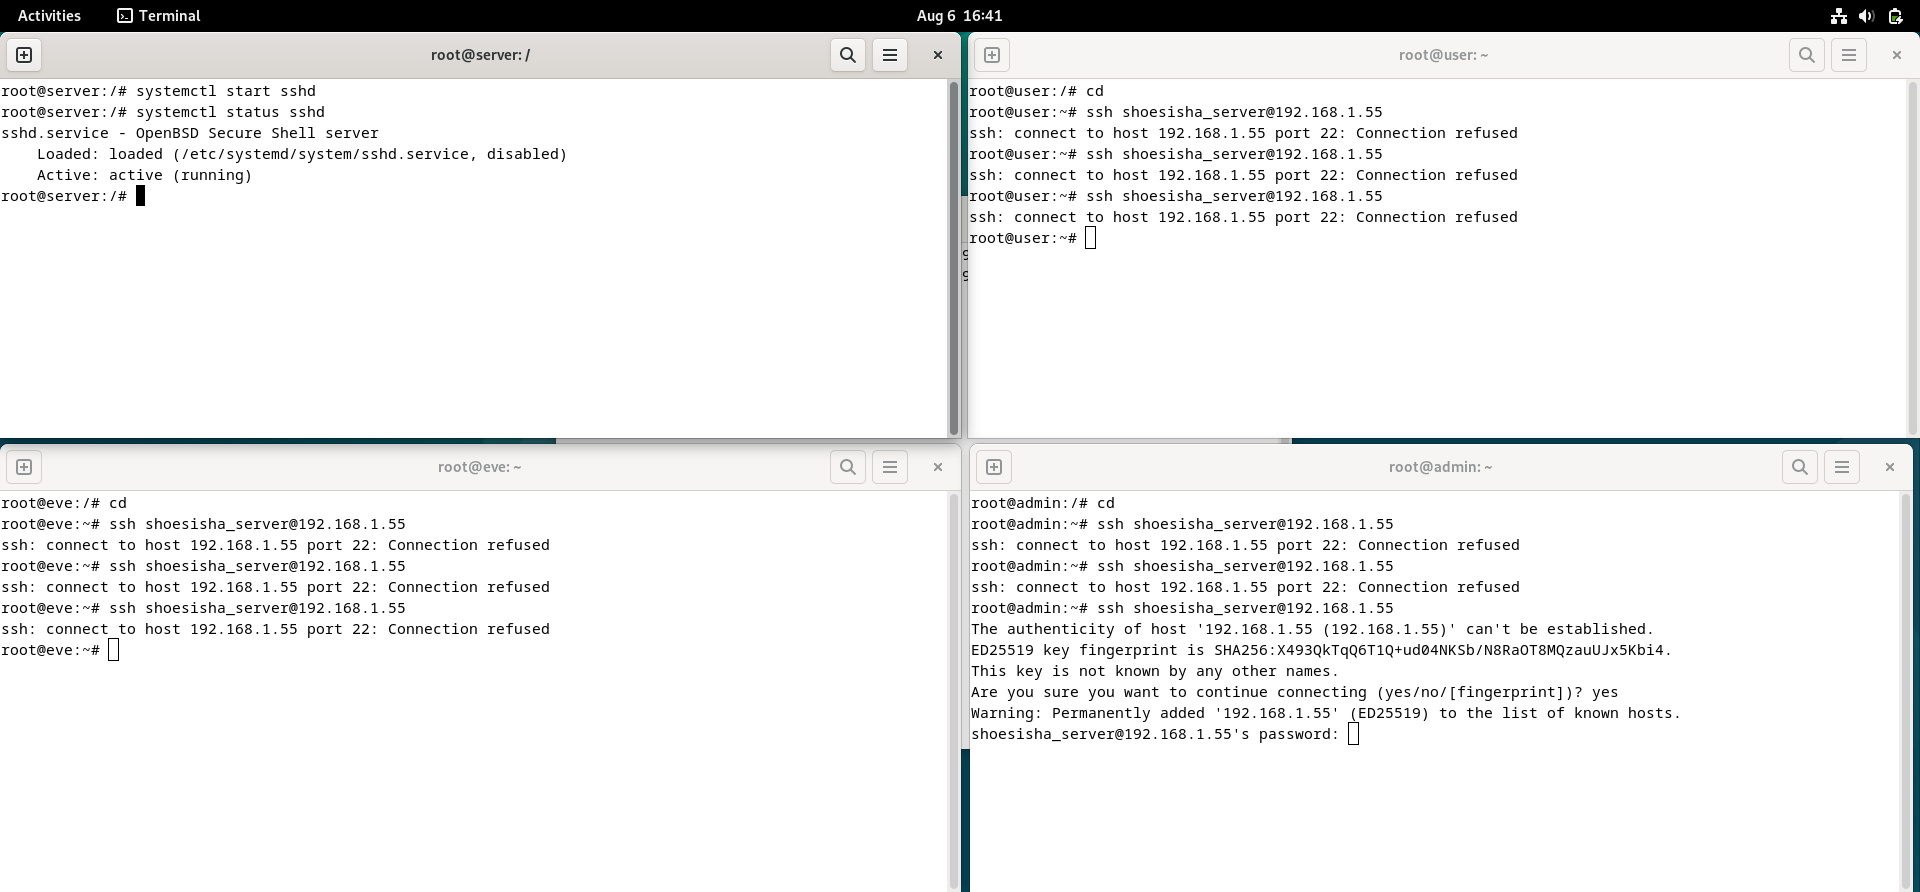 Activities
Terminal
Aug 6 16:41
root@server: /
root@server:/# systemctl start sshd
root@server:/# systemctl status sshd
sshd.service - OpenBSD Secure Shell server
    Loaded: loaded (/etc/systemd/system/sshd.service, disabled)
    Active: active (running)
root@server:/#
root@user: ~
root@user:/# cd
root@user:~# ssh shoesisha_server@192.168.1.55
ssh: connect to host 192.168.1.55 port 22: Connection refused
root@user:~# ssh shoesisha_server@192.168.1.55
ssh: connect to host 192.168.1.55 port 22: Connection refused
root@user:~# ssh shoesisha_server@192.168.1.55
ssh: connect to host 192.168.1.55 port 22: Connection refused
root@user:~#
root@eve: ~
root@eve:/# cd
root@eve:~# ssh shoesisha_server@192.168.1.55
ssh: connect to host 192.168.1.55 port 22: Connection refused
root@eve:~# ssh shoesisha_server@192.168.1.55
ssh: connect to host 192.168.1.55 port 22: Connection refused
root@eve:~# ssh shoesisha_server@192.168.1.55
ssh: connect to host 192.168.1.55 port 22: Connection refused
root@eve:~#
root@admin: ~
root@admin:/# cd
root@admin:~# ssh shoesisha_server@192.168.1.55
ssh: connect to host 192.168.1.55 port 22: Connection refused
root@admin:~# ssh shoesisha_server@192.168.1.55
ssh: connect to host 192.168.1.55 port 22: Connection refused
root@admin:~# ssh shoesisha_server@192.168.1.55
The authenticity of host '192.168.1.55 (192.168.1.55)' can't be established.
ED25519 key fingerprint is SHA256:X493QkTqQ6T1Q+ud04NKSb/N8RaOT8MQzauUJx5Kbi4.
This key is not known by any other names.
Are you sure you want to continue connecting (yes/no/[fingerprint])? yes
Warning: Permanently added '192.168.1.55' (ED25519) to the list of known hosts.
shoesisha_server@192.168.1.55's password: